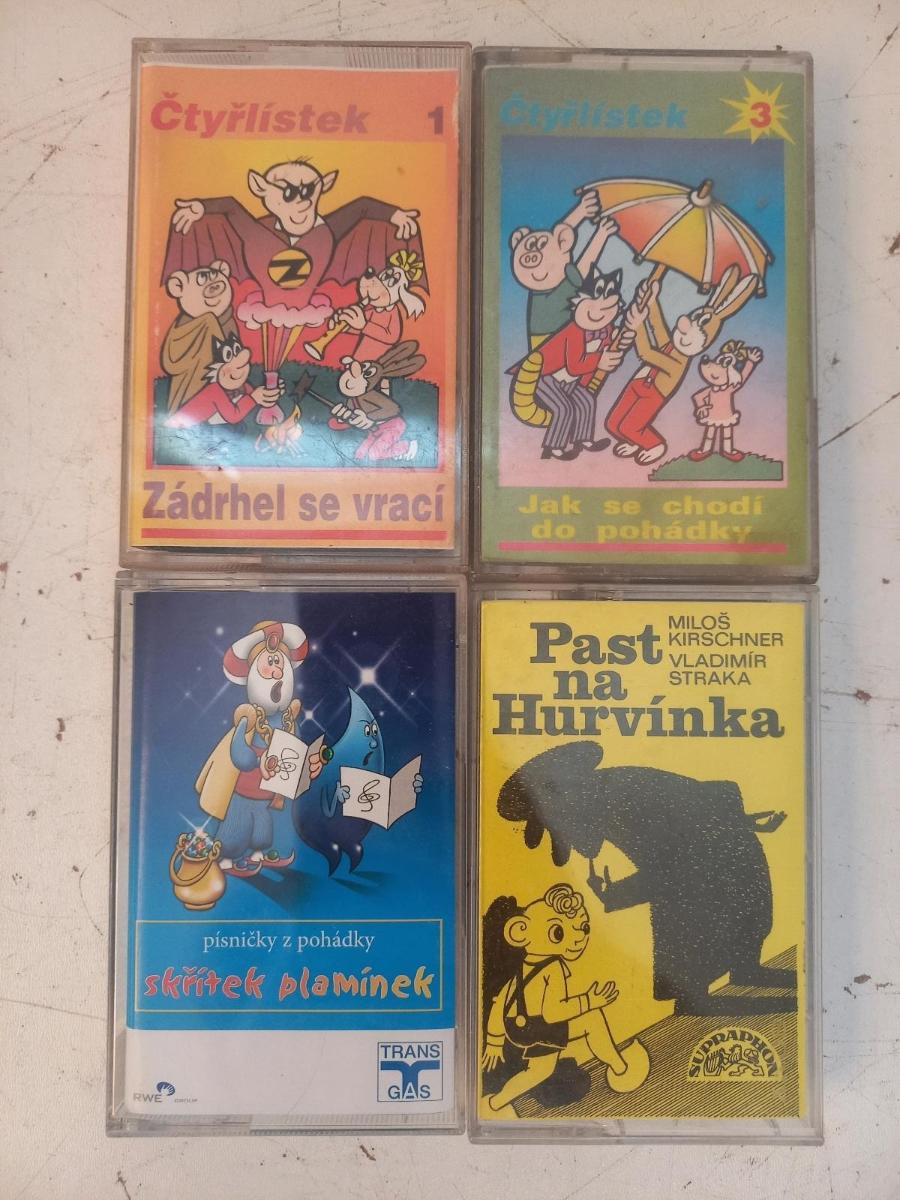 Čtyřlístek 1
Z
Zádrhel se vrací
Čtyřlístek 3
Jak se chodí
do pohádky
písničky z pohádky
skřítek plamínek
RWE GROUP
TRANS
GAS
Past
na
Hurvínka
MILOŠ
KIRSCHNER
VLADIMÍR
STRAKA
SUPRAPHON